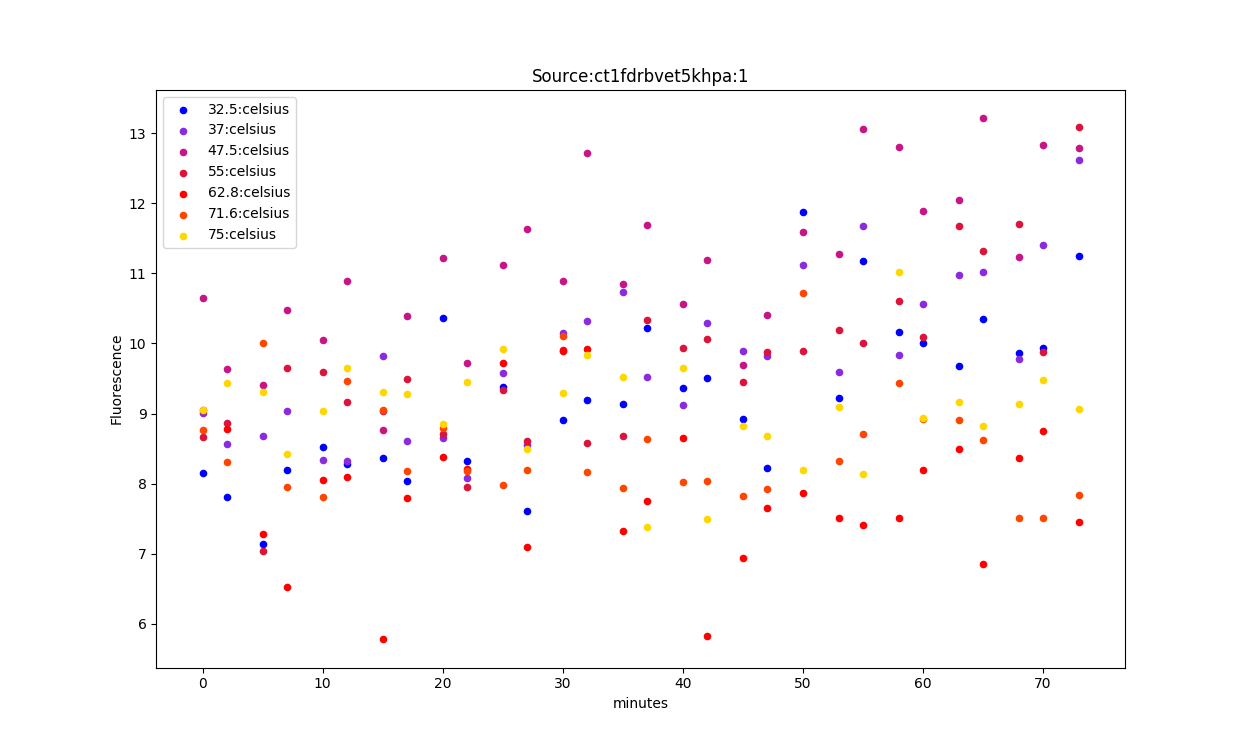 Source:ct1fdrbvet5khpa:1
32.5:celsius
37:celsius
47.5:celsius
55:celsius
62.8:celsius
71.6:celsius
75:celsius
Fluorescence
13
12
11
10
9
8
7
6
0 10 20 30 40 50 60 70
minutes